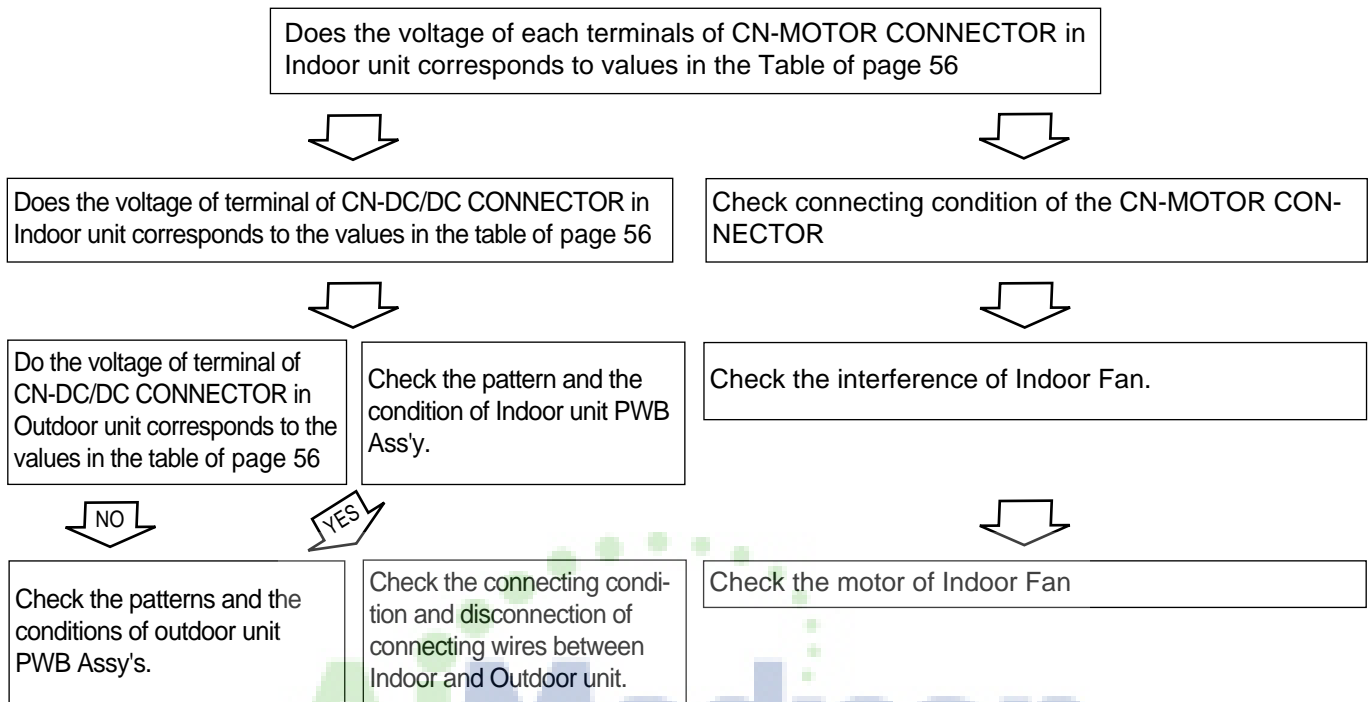 Does the voltage of each terminals of CN-MOTOR CONNECTOR in
Indoor unit corresponds to values in the Table of page 56
Does the voltage of terminal of CN-DC/DC CONNECTOR in
Indoor unit corresponds to the values in the table of page 56
Check connecting condition of the CN-MOTOR CON-
NECTOR
Do the voltage of terminal of
CN-DC/DC CONNECTOR in
Outdoor unit corresponds to the
values in the table of page 56
Check the pattern and the
condition of Indoor unit PWB
Ass'y.
Check the interference of Indoor Fan.
NO
YES
Check the patterns and the
conditions of outdoor unit
PWB Assy's.
Check the connecting condi-
tion and disconnection of
connecting wires between
Indoor and Outdoor unit.
Check the motor of Indoor Fan